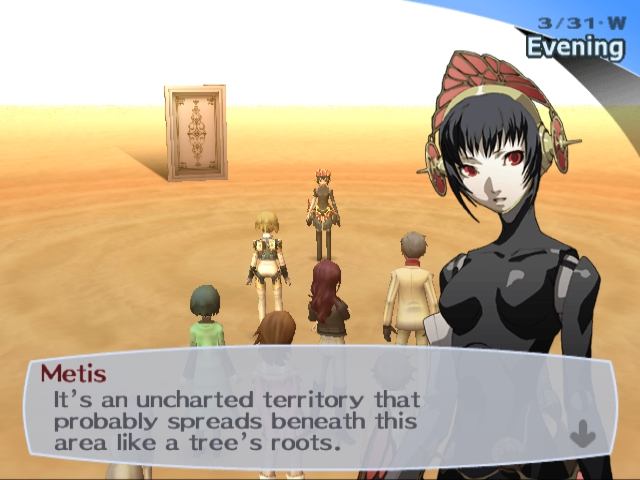 3/31·W
Evening
Metis
It's an uncharted territory that
probably spreads beneath this
area like a tree's roots.